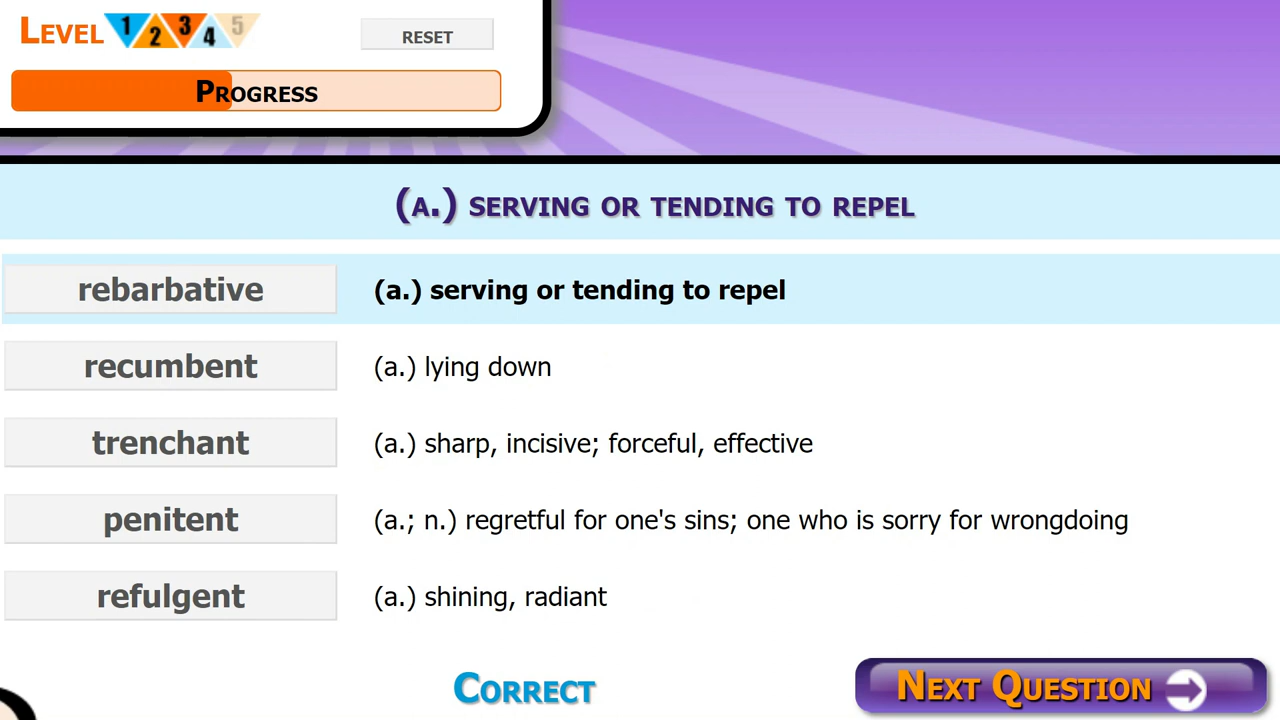 LEVEL 1 2 3 4 5
RESET
PROGRESS
(A.) SERVING OR TENDING TO REPEL
rebarbative (a.) serving or tending to repel
recumbent (a.) lying down
trenchant (a.) sharp, incisive; forceful, effective
penitent (a.; n.) regretful for one's sins; one who is sorry for wrongdoing
refulgent (a.) shining, radiant
CORRECT
NEXT QUESTION